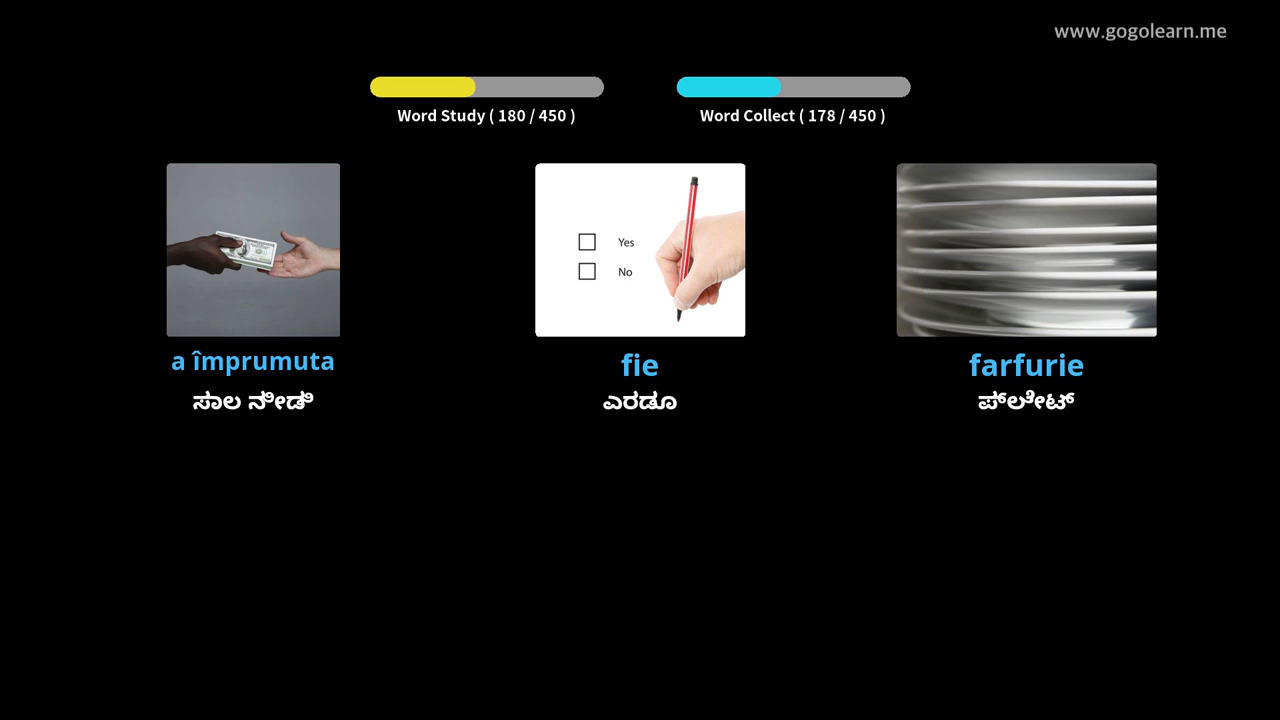 www.gogolearn.me
Word Study ( 180 / 450 )
Word Collect ( 178 / 450 )
Yes
No
a împrumuta
fie
farfurie
ಸಾಲ ನೀಡಿ
ಎರಡೂ
ಪ್ಲೇಟ್